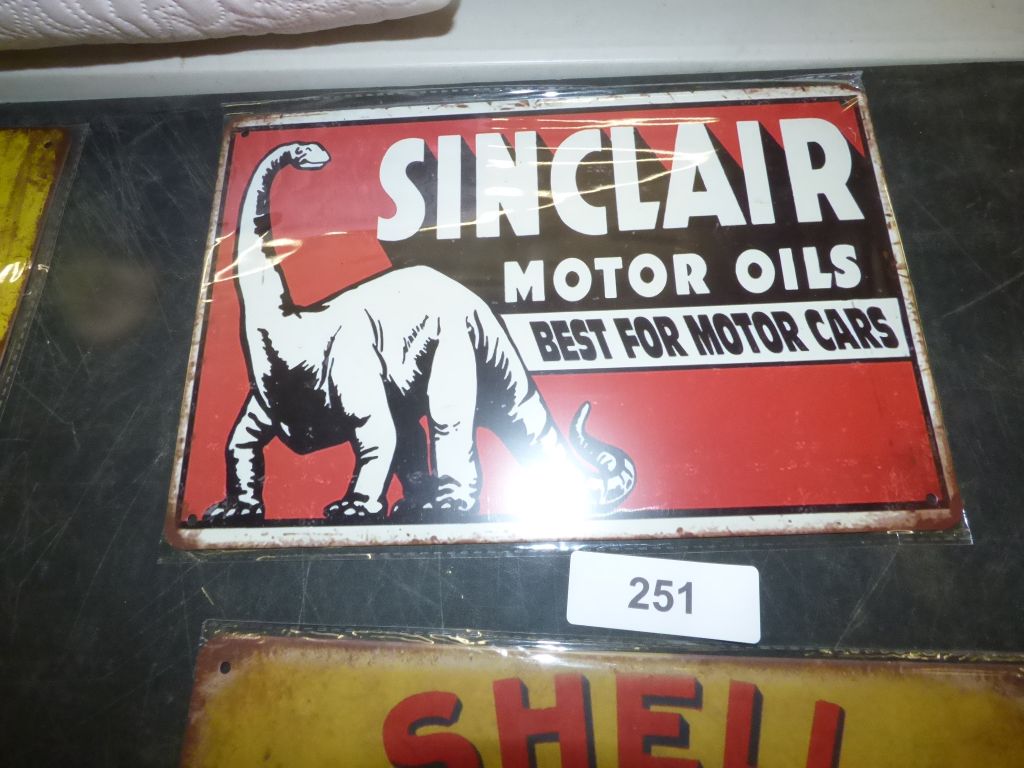 SINCLAIR
MOTOR OILS
BEST FOR MOTOR CARS
251
SHELL